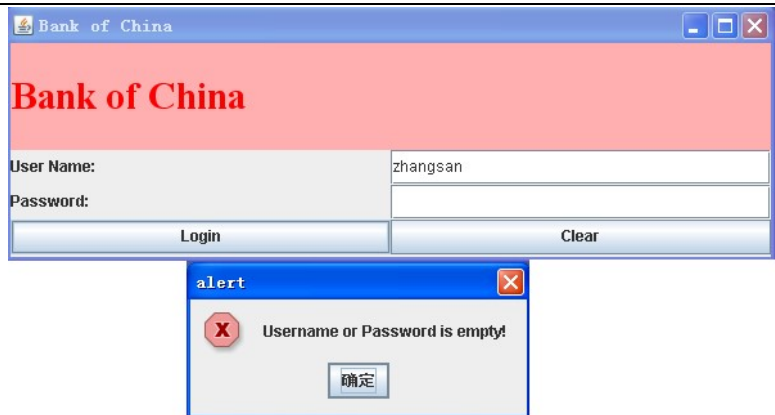 Bank of China
Bank of China
User Name: zhangsan
Password:
Login Clear
alert
Username or Password is empty!
确定